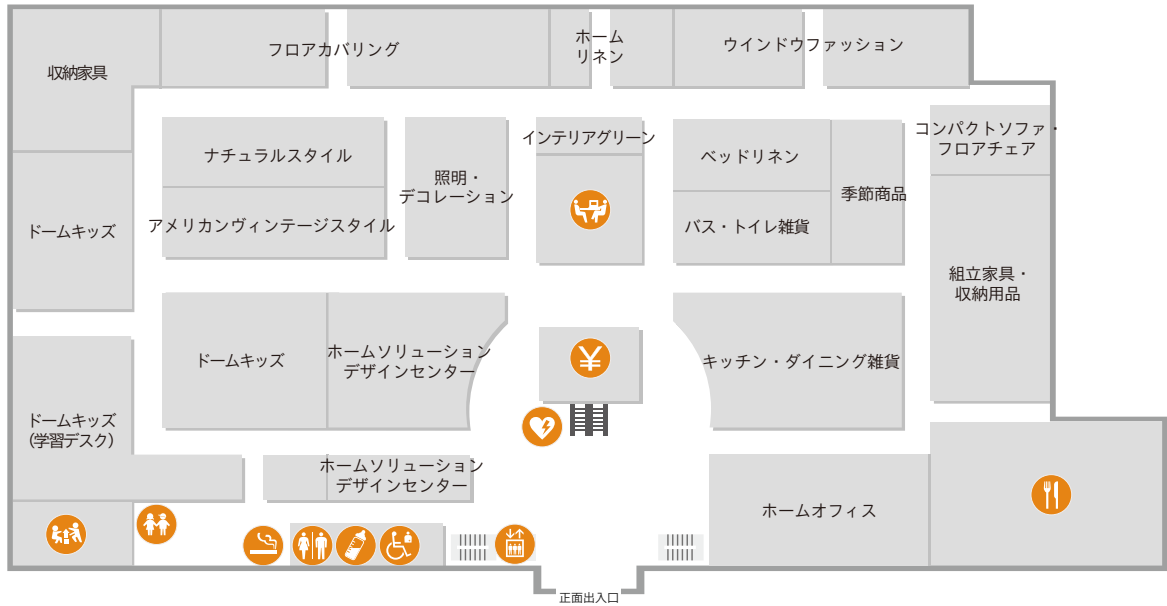 フロアカバリング
ホーム
リネン
ウインドウファッション
収納家具
コンパクトソファ・
フロアチェア
インテリアグリーン
ナチュラルスタイル
照明・
デコレーション
ベッドリネン
季節商品
アメリカンヴィンテージスタイル
バス・トイレ雑貨
ドームキッズ
組立家具・
収納用品
ドームキッズ
ホームソリューション
デザインセンター
¥
キッチン・ダイニング雑貨
ドームキッズ
(学習デスク)
ホームソリューション
デザインセンター
ホームオフィス
正面出入口